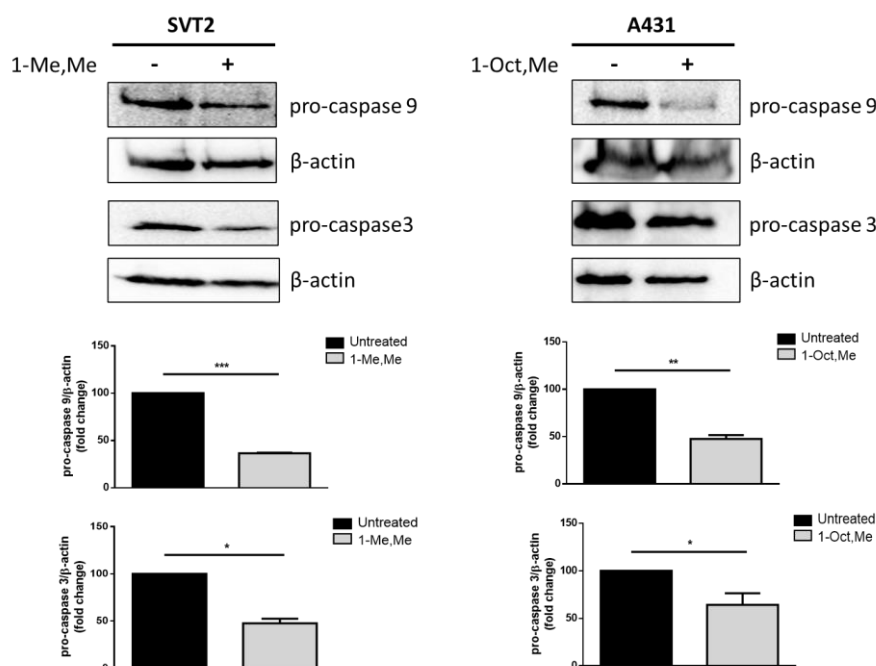 SVT2
1-Me,Me - +
pro-caspase 9
β-actin
pro-caspase3
β-actin
A431
1-Oct,Me - +
pro-caspase 9
β-actin
pro-caspase 3
β-actin
pro-caspase 9/β-actin
(fold change)
150
100
50
0
***
Untreated
1-Me,Me
pro-caspase 9/β-actin
(fold change)
150
100
50
0
**
Untreated
1-Oct,Me
pro-caspase 3/β-actin
(fold change)
150
100
50
0
*
Untreated
1-Me,Me
pro-caspase 3/β-actin
(fold change)
150
100
50
0
*
Untreated
1-Oct,Me